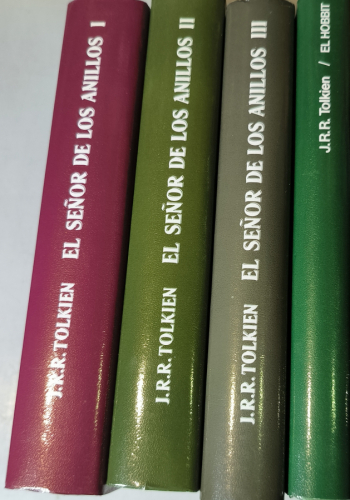 J.R.R. TOLKIEN EL SEÑOR DE LOS ANILLOS I
J.R.R. TOLKIEN EL SEÑOR DE LOS ANILLOS II
J.R.R. TOLKIEN EL SEÑOR DE LOS ANILLOS III
J.R.R. Tolkien / EL HOBBIT